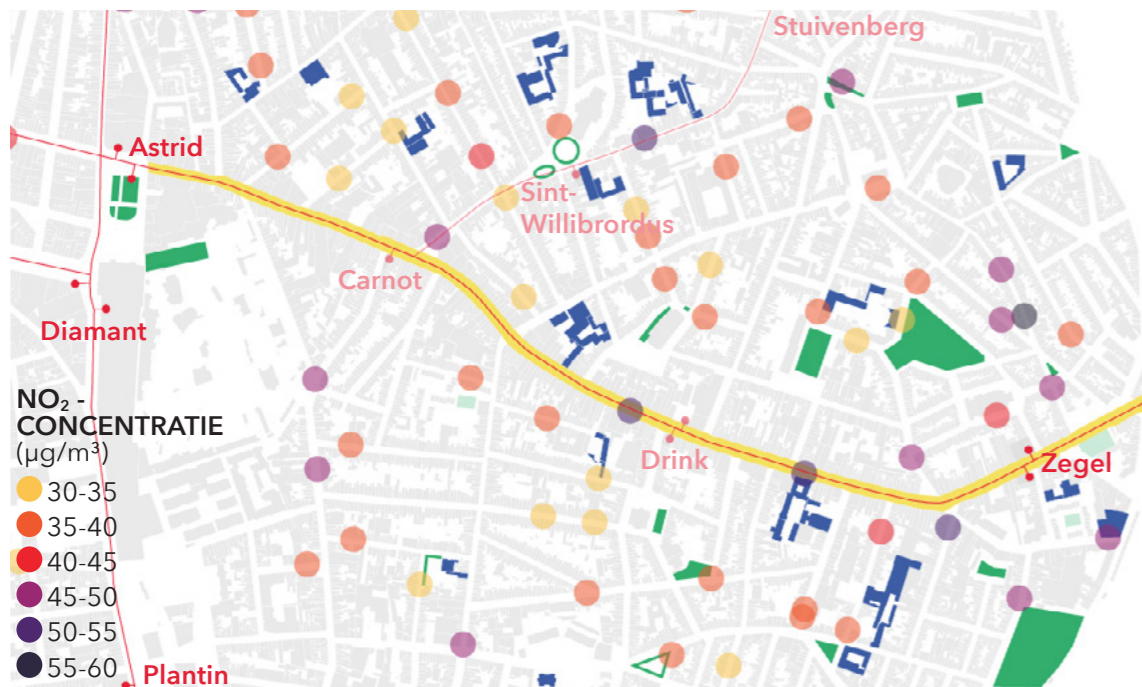 Stuivenberg
Astrid
Sint-
Willibrordus
Carnot
Diamant
NO₂ -
CONCENTRATIE
(µg/m³)
30-35
35-40
40-45
45-50
50-55
55-60
Drink
Zegel
Plantin